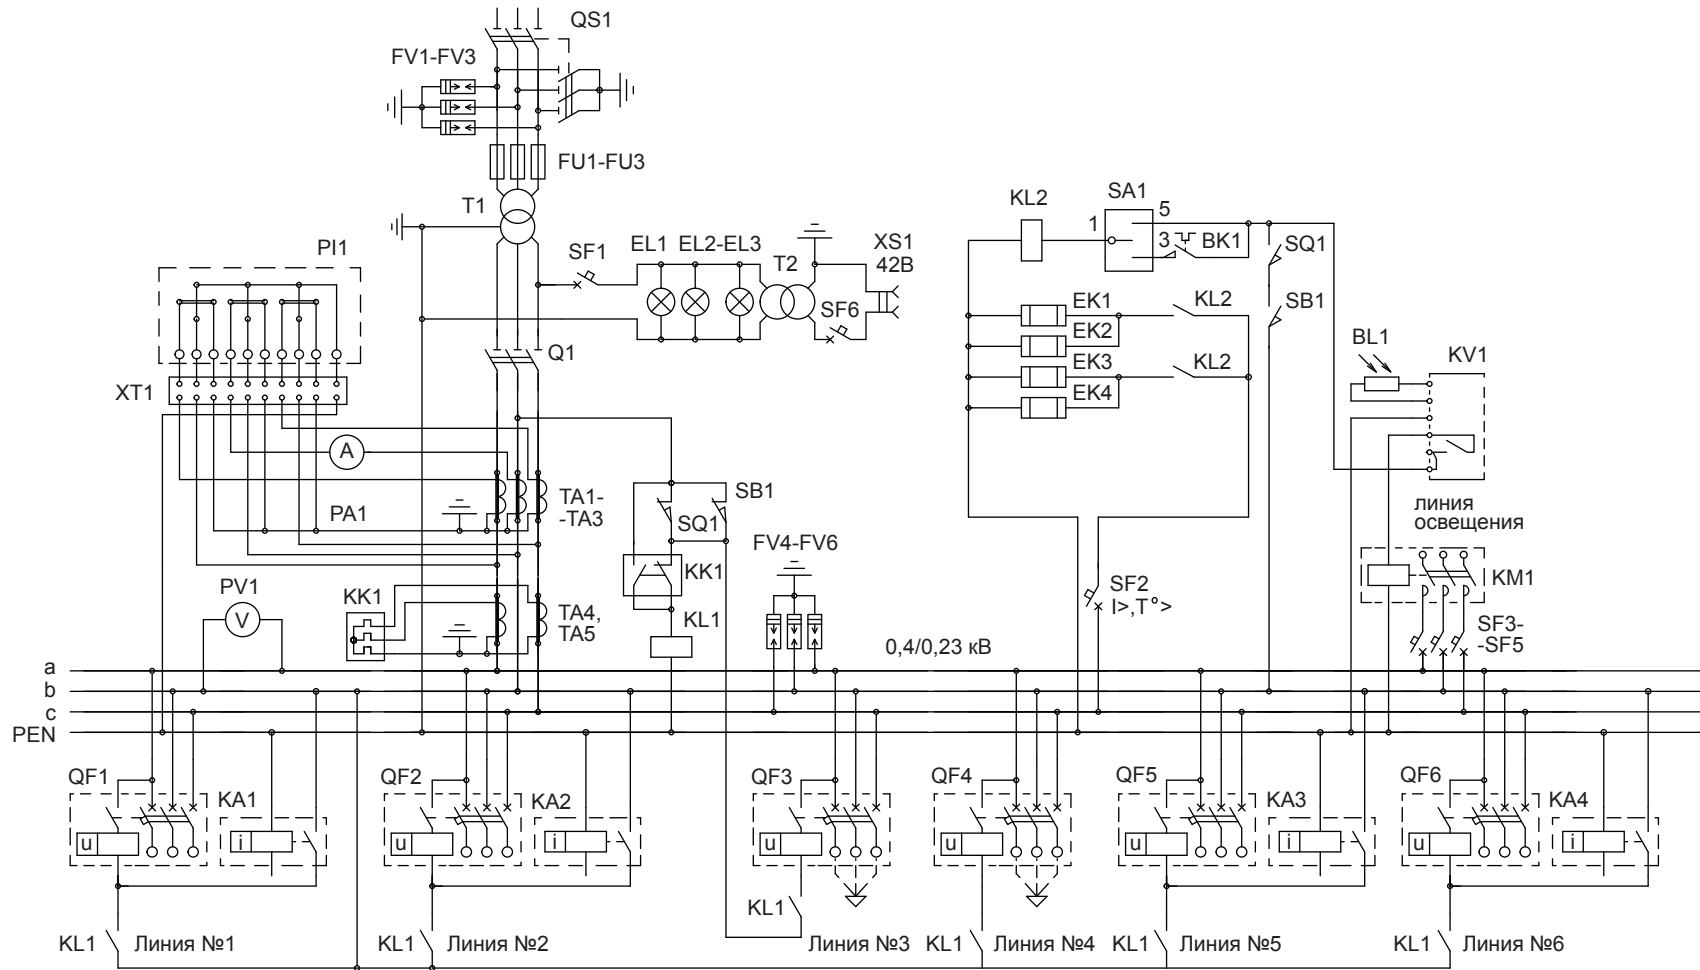 QS1
FV1-FV3
FU1-FU3
T1
PI1
SF1
EL1
EL2-EL3
T2
XS1
42В
SF6
KL2
SA1
1
5
3
BK1
SQ1
SB1
EK1
EK2
EK3
EK4
KL2
KL2
BL1
KV1
Q1
XT1
A
PA1
TA1-
-TA3
SB1
SQ1
KK1
KL1
FV4-FV6
SF2
I>,T°>
линия
освещения
KM1
SF3-
-SF5
PV1
V
KK1
TA4,
TA5
0,4/0,23 кВ
a
b
c
PEN
QF1
u
KA1
i
QF2
u
KA2
i
QF3
u
QF4
u
QF5
u
KA3
i
QF6
u
KA4
i
KL1
Линия №1
KL1
Линия №2
KL1
Линия №3
KL1
Линия №4
KL1
Линия №5
KL1
Линия №6